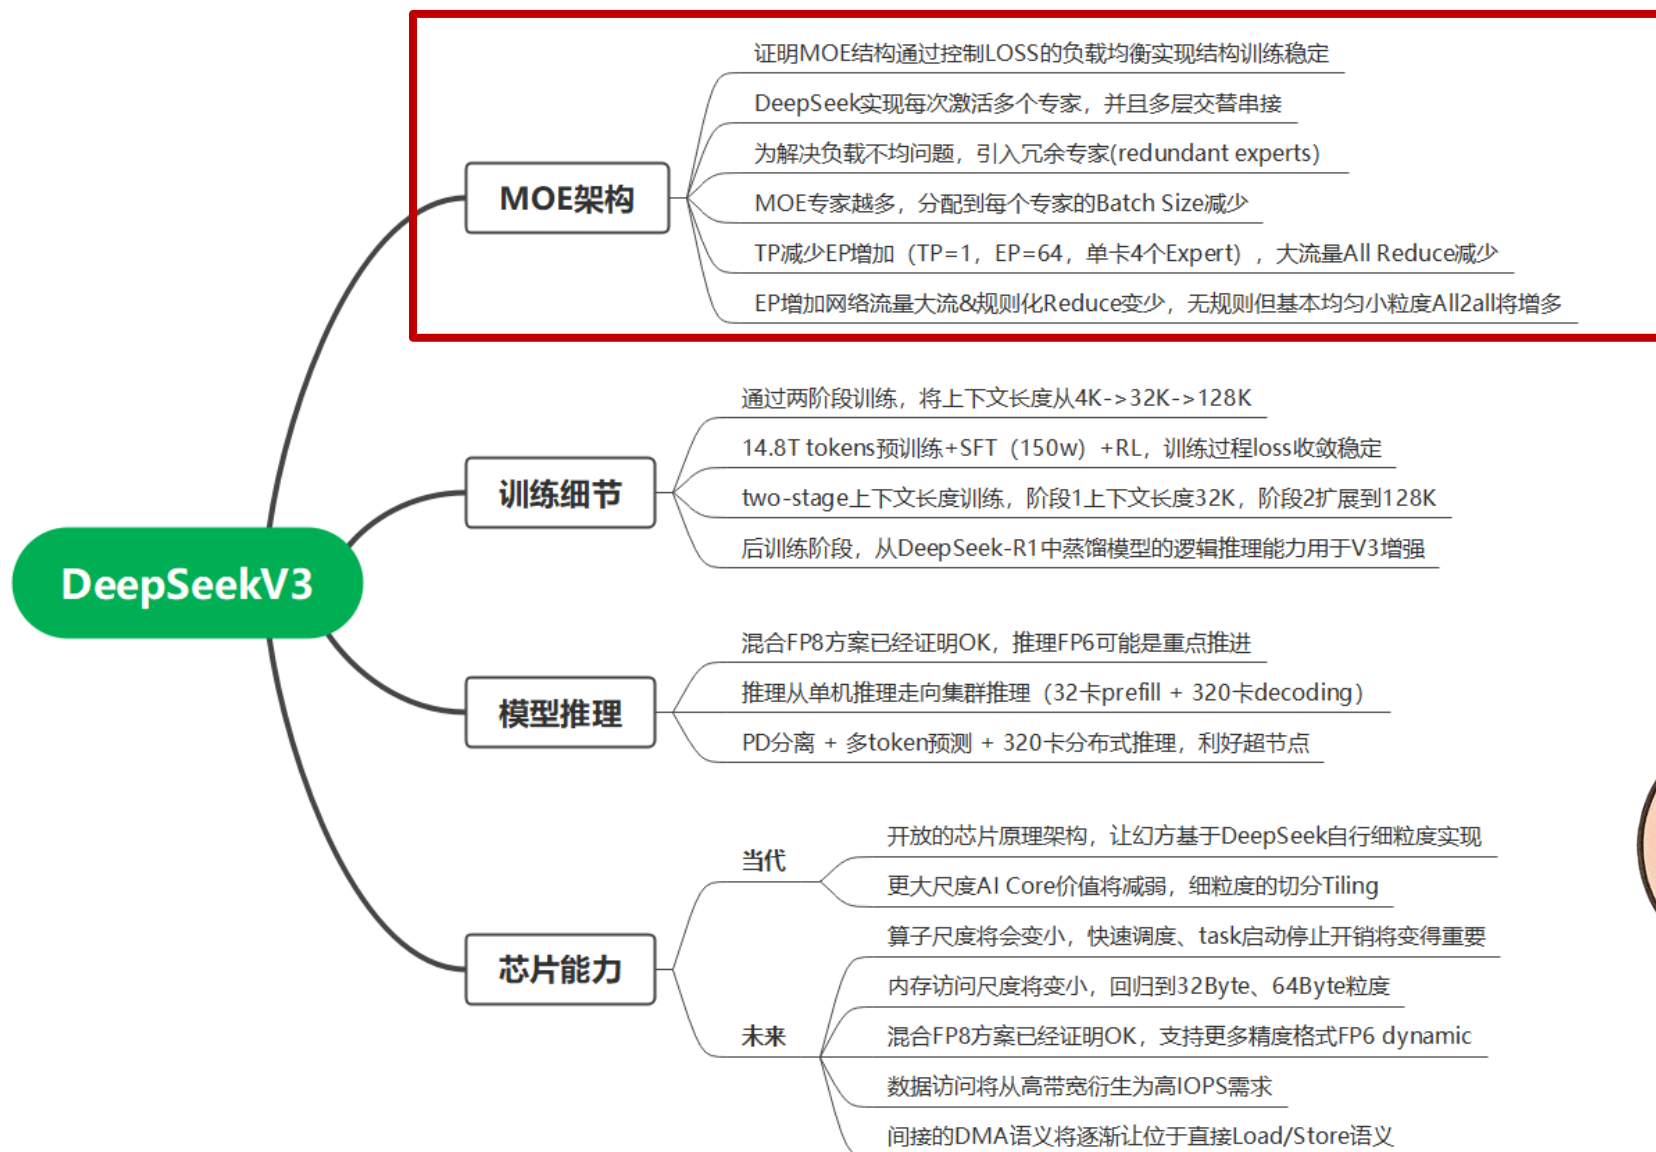 证明MOE结构通过控制LOSS的负载均衡实现结构训练稳定
DeepSeek实现每次激活多个专家，并且多层交替串接
为解决负载不均问题，引入冗余专家(redundant experts)
MOE架构
MOE专家越多，分配到每个专家的Batch Size减少
TP减少EP增加（TP=1，EP=64，单卡4个Expert），大流量All Reduce减少
EP增加网络流量大流&规则化Reduce变少，无规则但基本均匀小粒度All2all将增多
通过两阶段训练，将上下文长度从4K->32K->128K
14.8T tokens预训练+SFT（150w）+RL，训练过程loss收敛稳定
训练细节
two-stage上下文长度训练，阶段1上下文长度32K，阶段2扩展到128K
后训练阶段，从DeepSeek-R1中蒸馏模型的逻辑推理能力用于V3增强
DeepSeekV3
混合FP8方案已经证明OK，推理FP6可能是重点推进
推理从单机推理走向集群推理（32卡prefill + 320卡decoding）
模型推理
PD分离 + 多token预测 + 320卡分布式推理，利好超节点
当代
开放的芯片原理架构，让幻方基于DeepSeek自行细粒度实现
更大尺度AI Core价值将减弱，细粒度的切分Tiling
芯片能力
未来
算子尺度将会变小，快速调度、task启动停止开销将变得重要
内存访问尺度将变小，回归到32Byte、64Byte粒度
混合FP8方案已经证明OK，支持更多精度格式FP6 dynamic
数据访问将从高带宽衍生为高IOPS需求
间接的DMA语义将逐渐让位于直接Load/Store语义